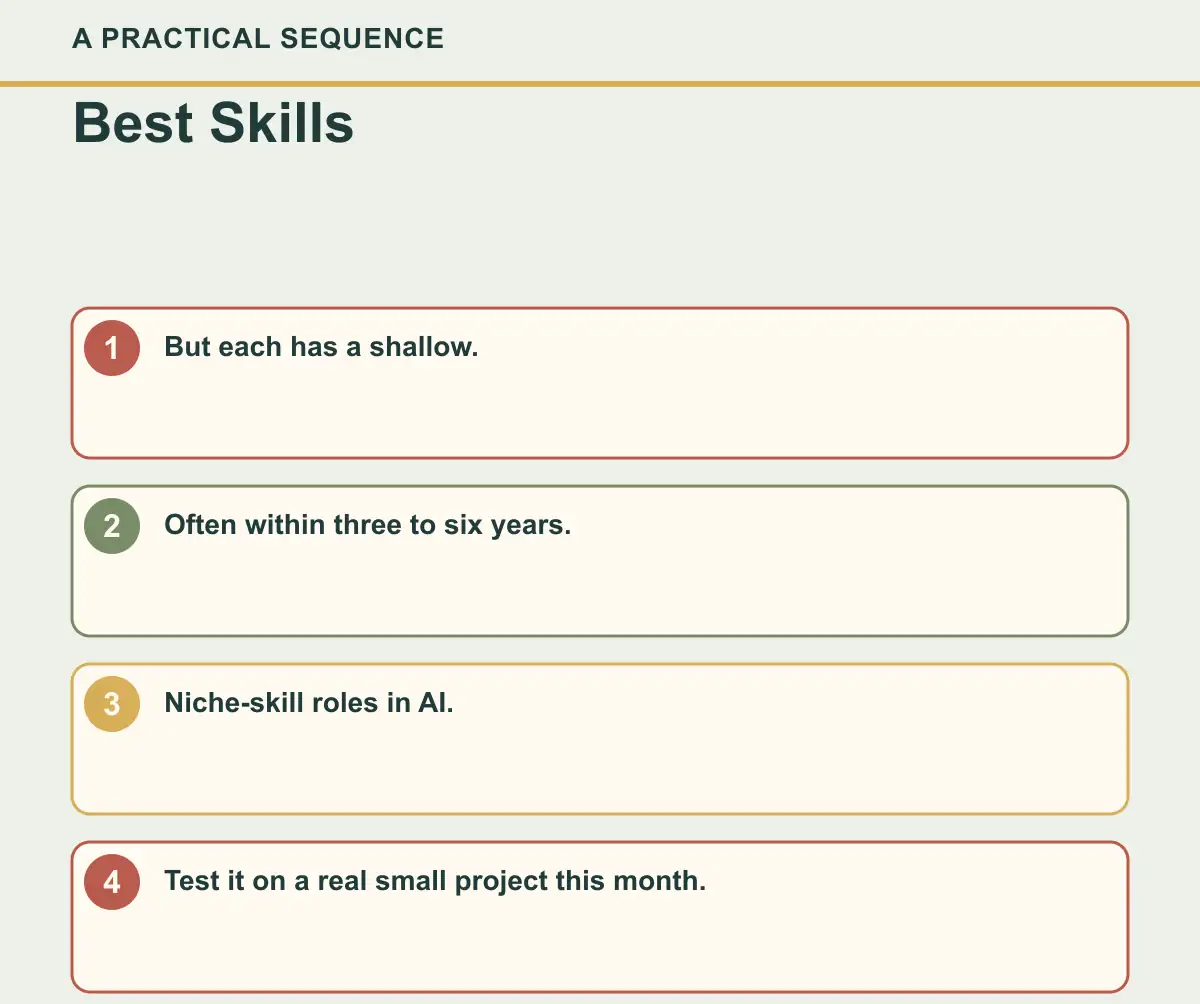 A PRACTICAL SEQUENCE
Best Skills
1 But each has a shallow.
2 Often within three to six years.
3 Niche-skill roles in AI.
4 Test it on a real small project this month.